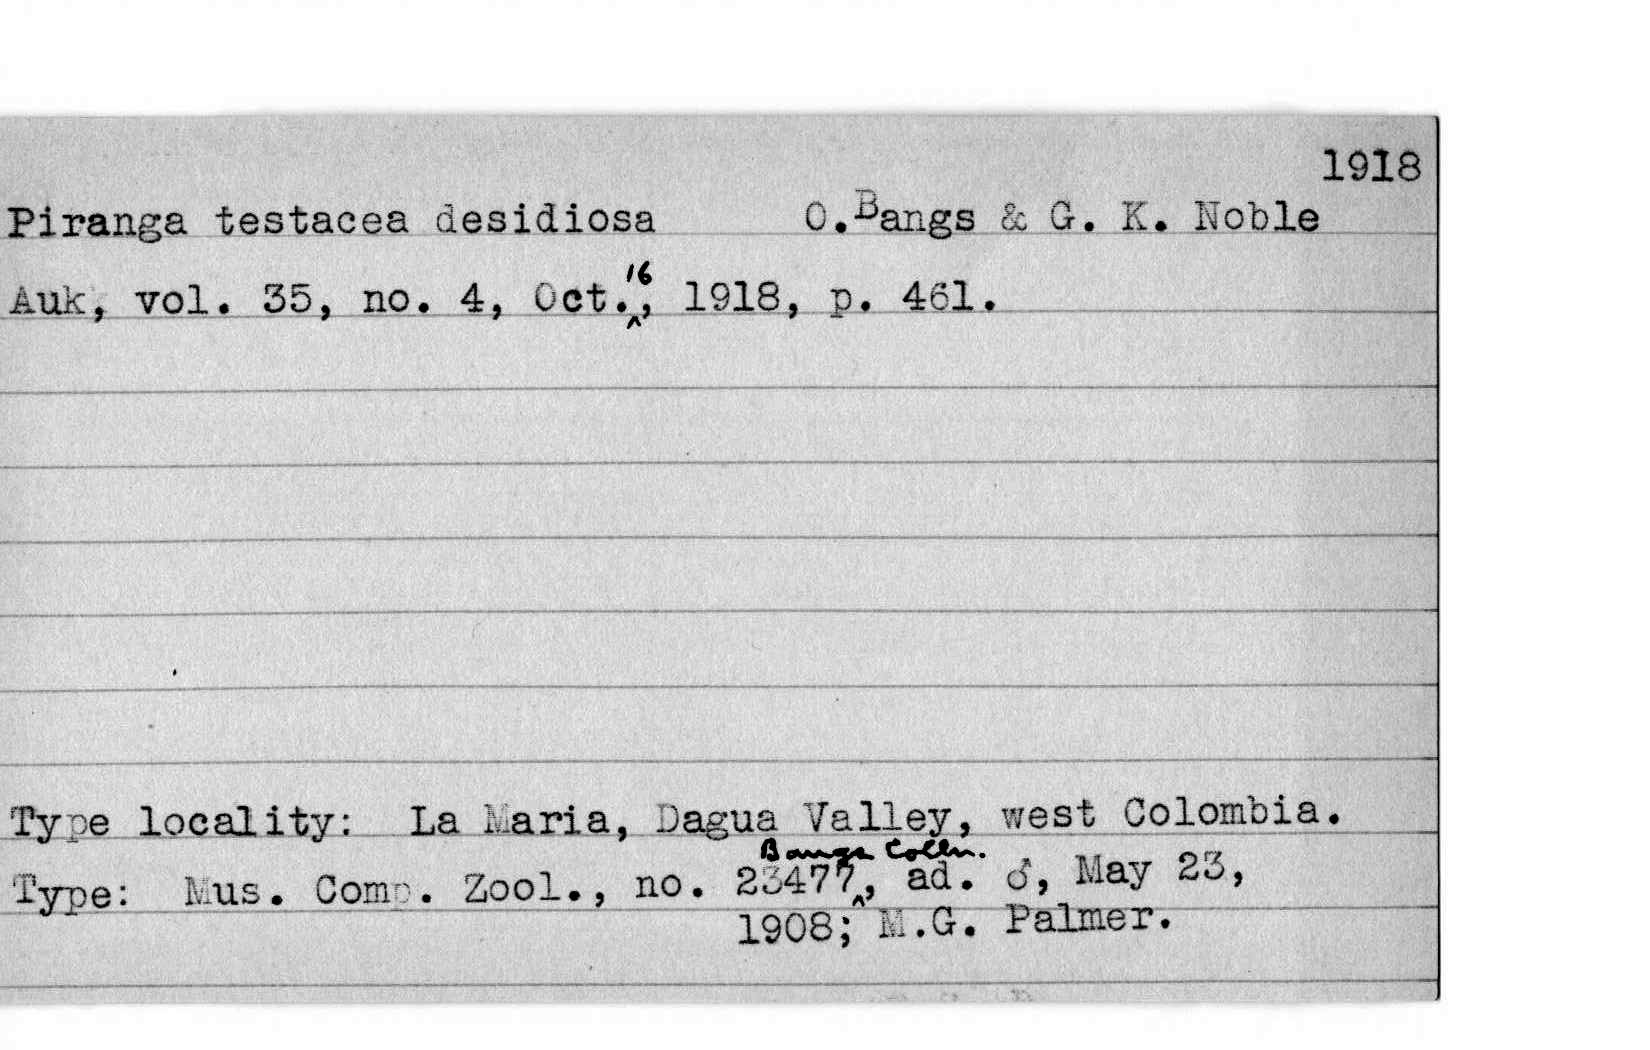 1918
Piranga testacea desidiosa O. Bangs & G. K. Noble
Auk, vol. 35, no. 4, Oct. 16, 1918, p. 461.
Type locality: La Maria, Dagua Valley, west Colombia.
Type: Mus. Comp. Zool., no. 23477 Bangs Colln., ad. ♂, May 23,
1908; M.G. Palmer.